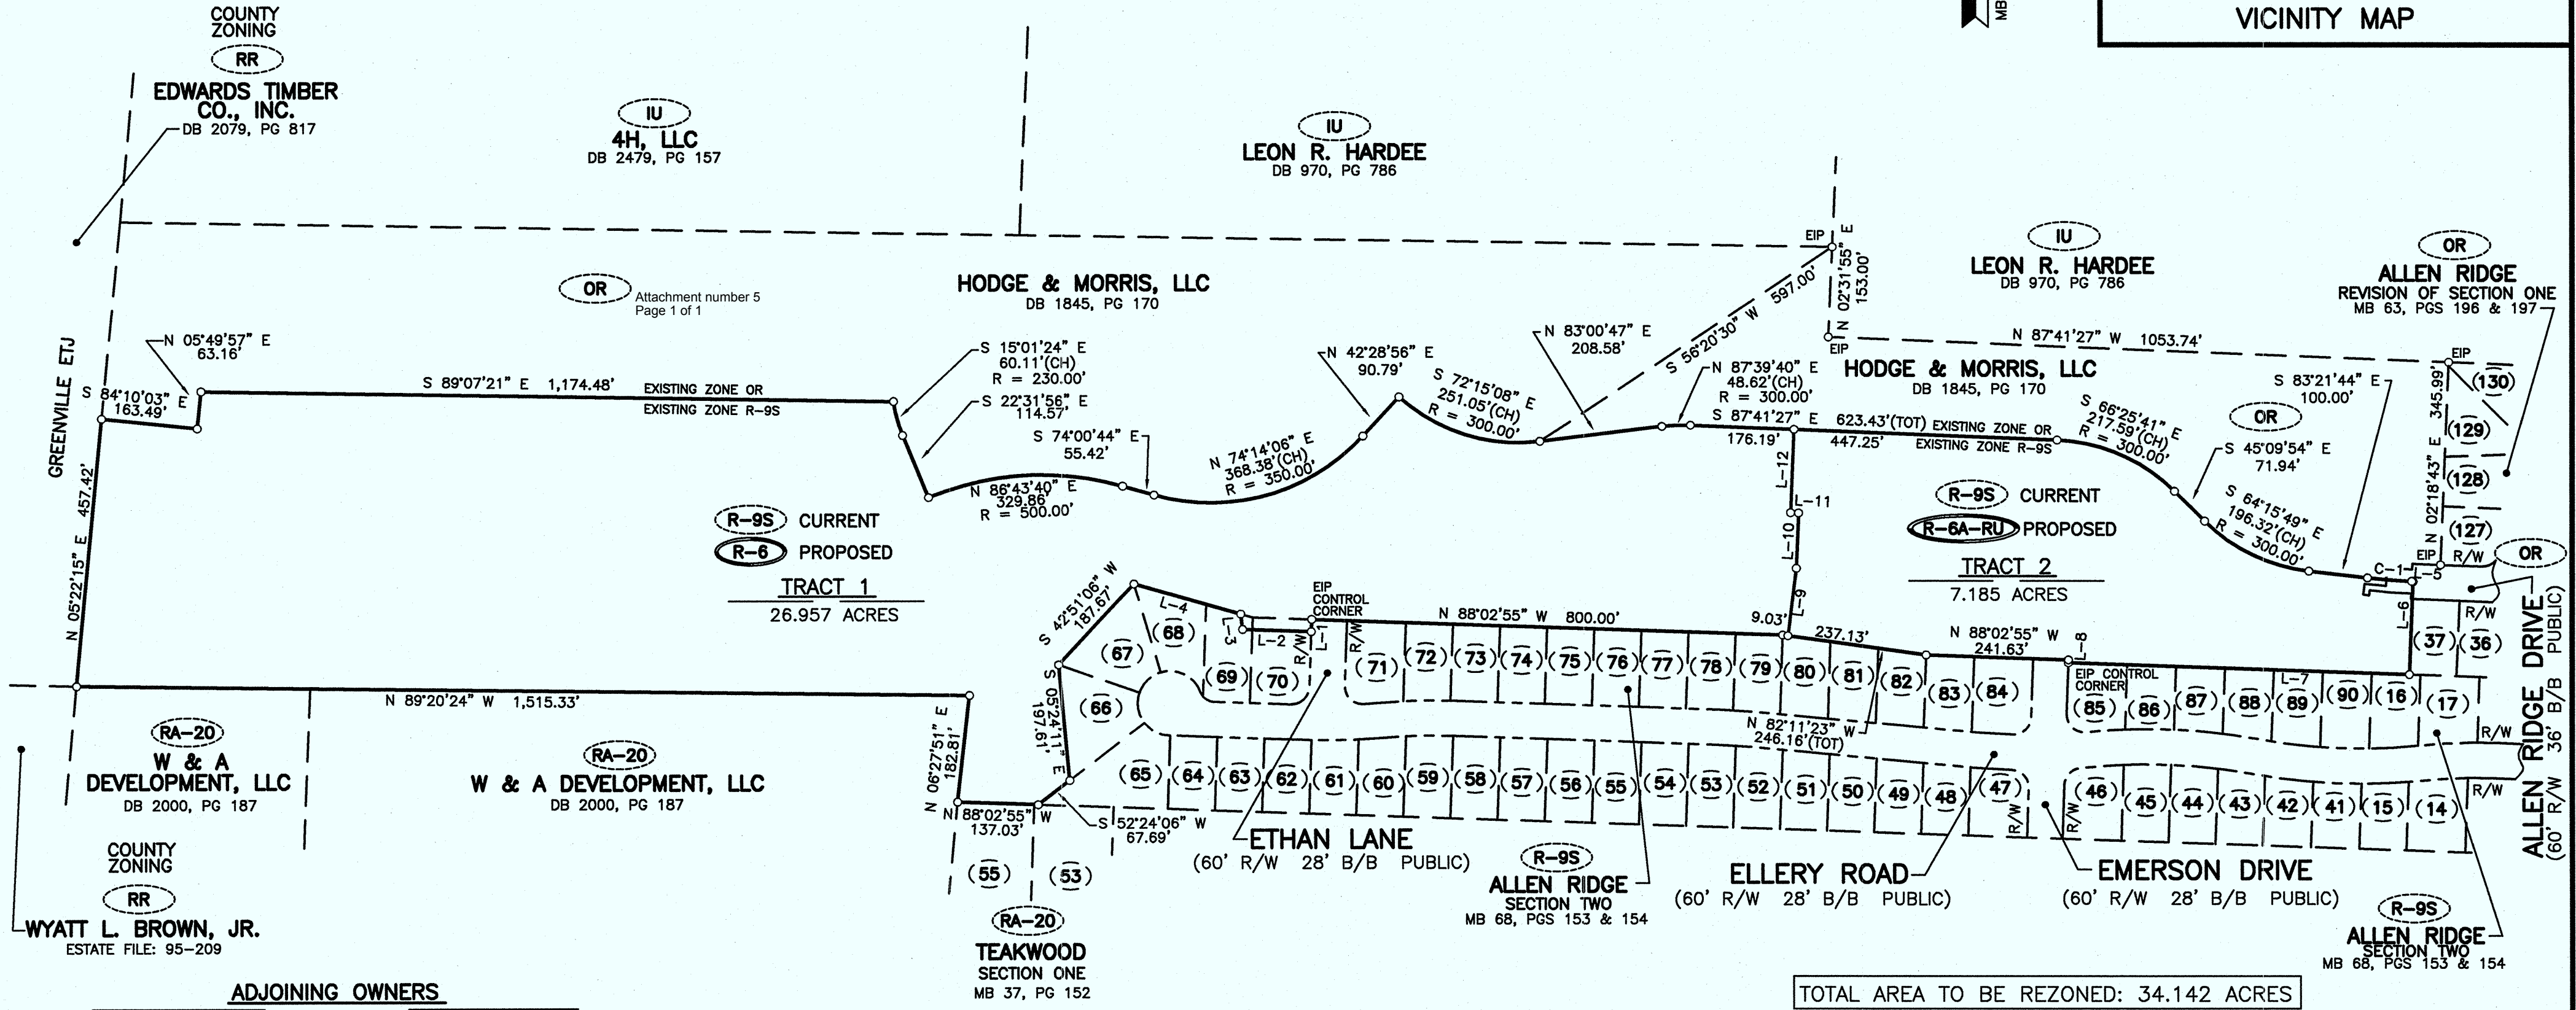 VICINITY MAP
MB
COUNTY
ZONING
RR
EDWARDS TIMBER
CO., INC.
DB 2079, PG 817
IU
4H, LLC
DB 2479, PG 157
IU
LEON R. HARDEE
DB 970, PG 786
EIP
N 02°31'55" E
153.00'
IU
LEON R. HARDEE
DB 970, PG 786
OR
ALLEN RIDGE
REVISION OF SECTION ONE
MB 63, PGS 196 & 197
OR
Attachment number 5
Page 1 of 1
HODGE & MORRIS, LLC
DB 1845, PG 170
S 56°20'30" W 597.00'
EIP
N 87°41'27" W 1053.74'
EIP
HODGE & MORRIS, LLC
DB 1845, PG 170
GREENVILLE ETJ
N 05°49'57" E
63.16'
S 84°10'03" E
163.49'
S 89°07'21" E 1,174.48'
EXISTING ZONE OR
EXISTING ZONE R-9S
S 15°01'24" E
60.11'(CH)
R = 230.00'
S 22°31'56" E
114.57'
S 74°00'44" E
55.42'
N 86°43'40" E
329.86'
R = 500.00'
N 74°14'06" E
368.38'(CH)
R = 350.00'
N 42°28'56" E
90.79'
S 72°15'08" E
251.05'(CH)
R = 300.00'
N 83°00'47" E
208.58'
N 87°39'40" E
48.62'(CH)
R = 300.00'
S 87°41'27" E 623.43'(TOT) EXISTING ZONE OR
176.19' 447.25' EXISTING ZONE R-9S
S 66°25'41" E
217.59'(CH)
R = 300.00'
OR
S 83°21'44" E
100.00'
S 45°09'54" E
71.94'
S 64°15'49" E
196.32'(CH)
R = 300.00'
N 02°18'43" E 345.99'
(130)
(129)
(128)
(127)
EIP
R/W
OR
C-1
L-5
L-6
R/W
(37)
(36)
ALLEN RIDGE DRIVE
(60' R/W 36' B/B PUBLIC)
N 05°22'15" E 457.42'
R-9S CURRENT
R-6 PROPOSED
TRACT 1
26.957 ACRES
L-12
L-11
L-10
L-9
R-9S CURRENT
R-6A-RU PROPOSED
TRACT 2
7.185 ACRES
S 42°51'06" W
187.67'
L-4
L-3
L-2
L-1
R/W
R/W
EIP
CONTROL
CORNER
N 88°02'55" W 800.00'
9.03'
237.13'
N 88°02'55" W
241.63'
L-8
EIP CONTROL
CORNER
L-7
(67)
(68)
(69)
(70)
(71)
(72)
(73)
(74)
(75)
(76)
(77)
(78)
(79)
(80)
(81)
(82)
(83)
(84)
(85)
(86)
(87)
(88)
(89)
(90)
(16)
(17)
R/W
S 05°24'11" E
197.61'
(66)
N 82°11'23" W
246.16'(TOT)
N 89°20'24" W 1,515.33'
N 06°27'51" E
182.81'
N 88°02'55" W
137.03'
S 52°24'06" W
67.69'
(65)
(64)
(63)
(62)
(61)
(60)
(59)
(58)
(57)
(56)
(55)
(54)
(53)
(52)
(51)
(50)
(49)
(48)
(47)
R/W
R/W
(46)
(45)
(44)
(43)
(42)
(41)
(15)
(14)
R/W
RA-20
W & A
DEVELOPMENT, LLC
DB 2000, PG 187
RA-20
W & A DEVELOPMENT, LLC
DB 2000, PG 187
(55)
(53)
RA-20
TEAKWOOD
SECTION ONE
MB 37, PG 152
ETHAN LANE
(60' R/W 28' B/B PUBLIC)
R-9S
ALLEN RIDGE
SECTION TWO
MB 68, PGS 153 & 154
ELLERY ROAD
(60' R/W 28' B/B PUBLIC)
EMERSON DRIVE
(60' R/W 28' B/B PUBLIC)
R-9S
ALLEN RIDGE
SECTION TWO
MB 68, PGS 153 & 154
COUNTY
ZONING
RR
WYATT L. BROWN, JR.
ESTATE FILE: 95-209
ADJOINING OWNERS
TOTAL AREA TO BE REZONED: 34.142 ACRES